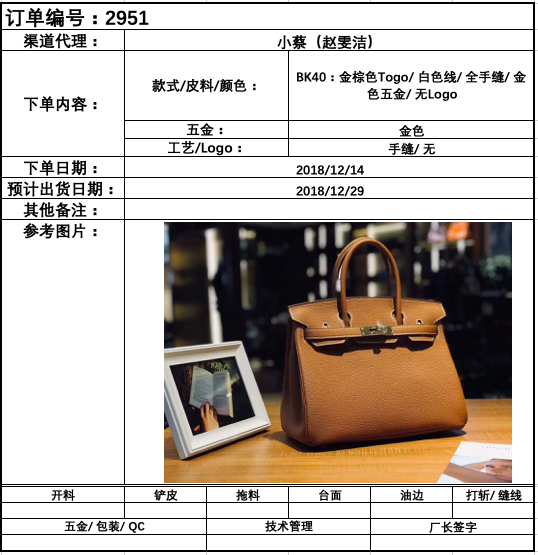 订单编号：2951
渠道代理：
小蔡（赵雯洁）
下单内容：
款式/皮料/颜色：
BK40：金棕色Togo/ 白色线/ 全手缝/ 金
色五金/ 无Logo
五金：
金色
工艺/Logo：
手缝/ 无
下单日期：
2018/12/14
预计出货日期：
2018/12/29
其他备注：
参考图片：
开料
铲皮
拖料
台面
油边
打斩/ 缝线
五金/ 包装/ QC
技术管理
厂长签字